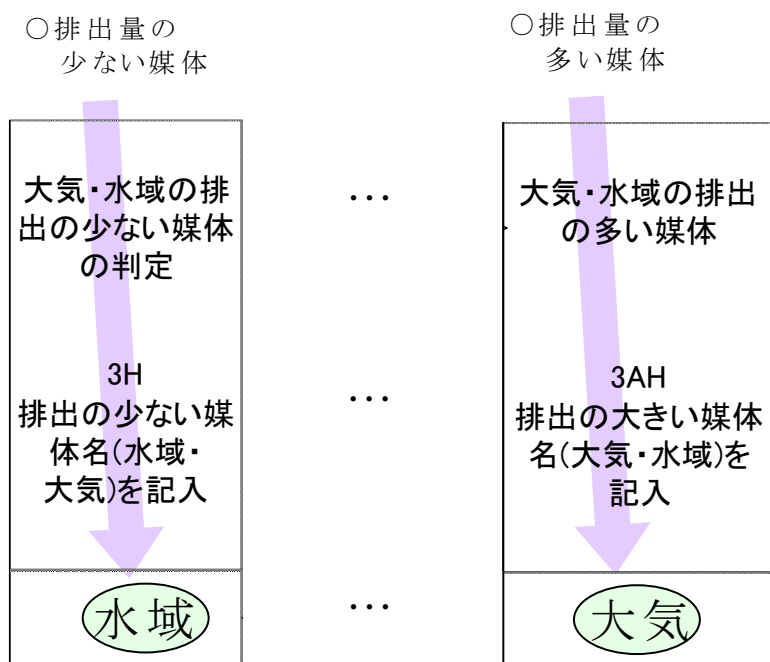 ○排出量の
少ない媒体
大気・水域の排
出の少ない媒体
の判定
3H
排出の少ない媒
体名(水域・
大気)を記入
水域
…
…
…
○排出量の
多い媒体
大気・水域の排出
の多い媒体
3AH
排出の大きい媒体
名(大気・水域)を
記入
大気